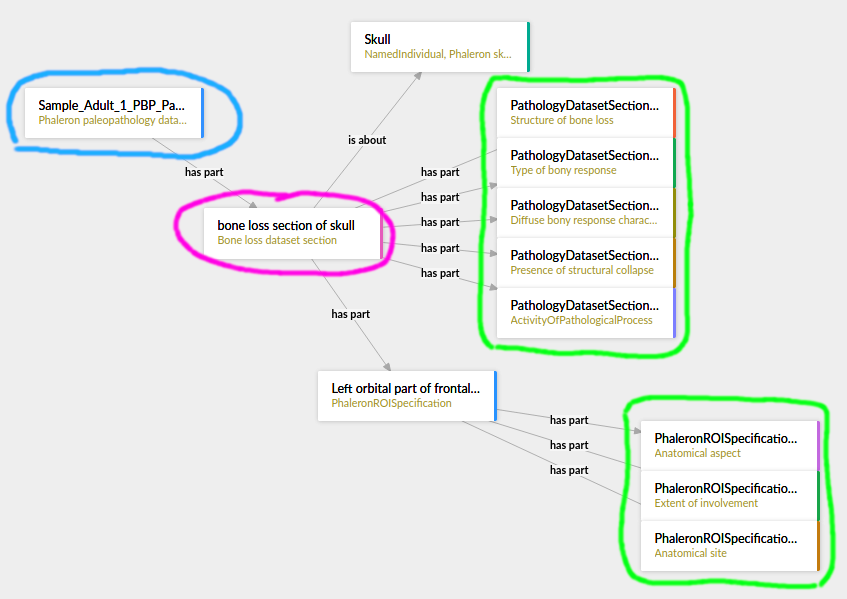 Skull
NamedIndividual, Phaleron sk...
Sample_Adult_1_PBP_Pa...
Phaleron paleopathology data...
is about
has part
bone loss section of skull
Bone loss dataset section
has part
has part
has part
has part
has part
PathologyDatasetSection...
Structure of bone loss
PathologyDatasetSection...
Type of bony response
PathologyDatasetSection...
Diffuse bony response charac...
PathologyDatasetSection...
Presence of structural collapse
PathologyDatasetSection...
ActivityOfPathologicalProcess
has part
Left orbital part of frontal...
PhaleronROISpecification
has part
has part
has part
PhaleronROISpecificatio...
Anatomical aspect
PhaleronROISpecificatio...
Extent of involvement
PhaleronROISpecificatio...
Anatomical site